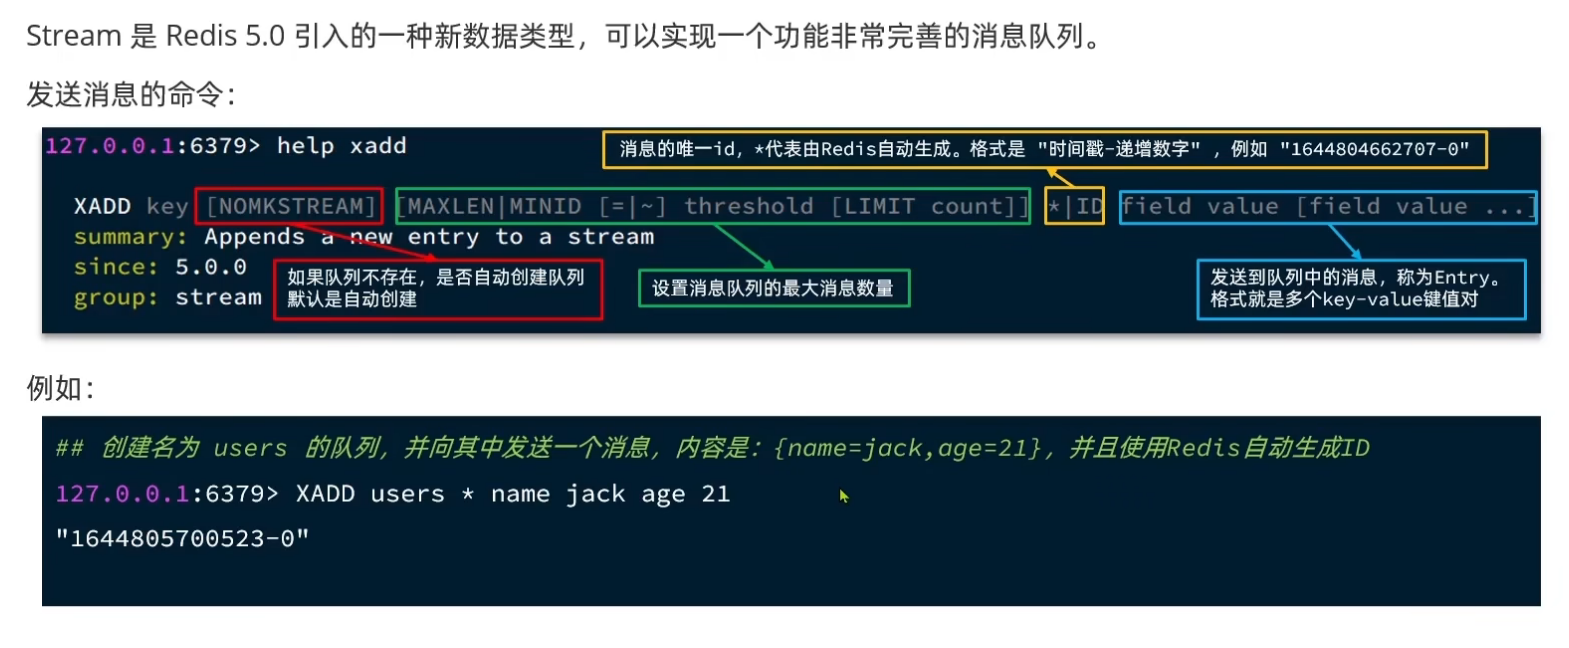 Stream 是 Redis 5.0 引入的一种新数据类型，可以实现一个功能非常完善的消息队列。
发送消息的命令：
127.0.0.1:6379> help xadd
消息的唯一id，*代表由Redis自动生成。格式是 "时间戳-递增数字" ，例如 "1644804662707-0"
XADD key [NOMKSTREAM] [MAXLEN|MINID [=|~] threshold [LIMIT count]] *|ID field value [field value ...]
summary: Appends a new entry to a stream
since: 5.0.0
group: stream
如果队列不存在，是否自动创建队列
默认是自动创建
设置消息队列的最大消息数量
发送到队列中的消息，称为Entry。
格式就是多个key-value键值对
例如：
## 创建名为 users 的队列，并向其中发送一个消息，内容是：{name=jack,age=21}，并且使用Redis自动生成ID
127.0.0.1:6379> XADD users * name jack age 21
"1644805700523-0"